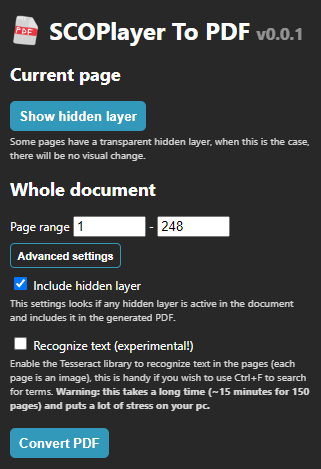 PDF
SCOPlayer To PDF v0.0.1
Current page
Show hidden layer
Some pages have a transparent hidden layer, when this is the case,
there will be no visual change.
Whole document
Page range 1 - 248
Advanced settings
Include hidden layer
This settings looks if any hidden layer is active in the document
and includes it in the generated PDF.
Recognize text (experimental!)
Enable the Tesseract library to recognize text in the pages (each
page is an image), this is handy if you wish to use Ctrl+F to search
for terms. Warning: this takes a long time (~15 minutes for 150
pages) and puts a lot of stress on your pc.
Convert PDF